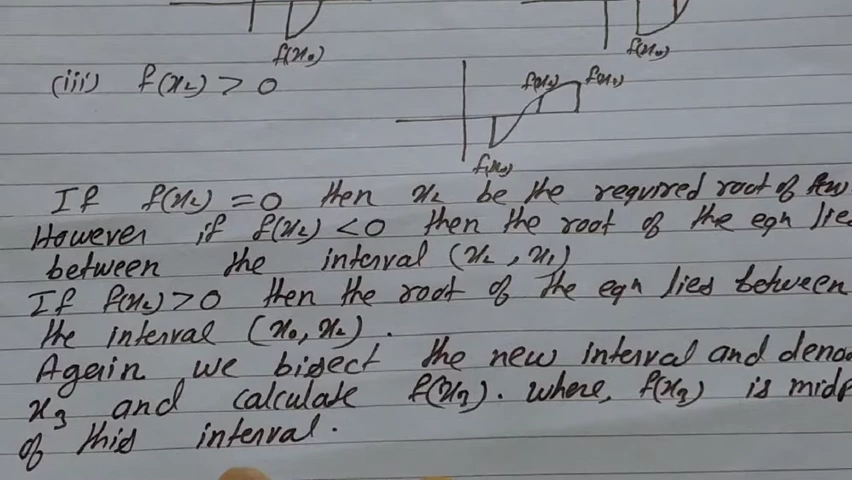 f(x₀)
f(x₀)
(iii) f(x₂) > 0
f(x₂) f(x₁)
f(x₀)
If f(x₂) = 0 then x₂ be the required root of
However if f(x₂) < 0 then the root of the eqn lies
between the interval (x₂, x₁)
If f(x₂) > 0 then the root of the eqn lies between
the interval (x₀, x₂).
Again we bisect the new interval and deno
x₃ and calculate f(x₃). where, f(x₃) is midp
of this interval.